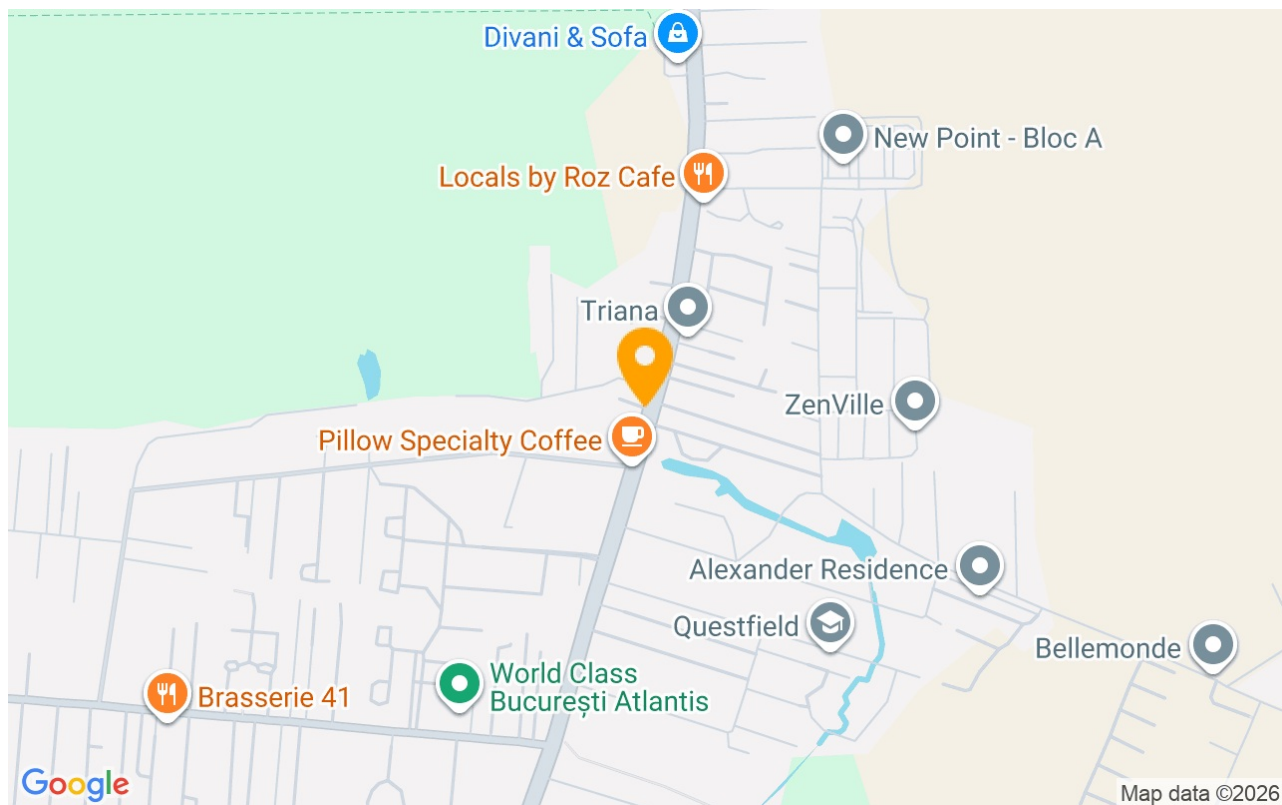 Divani & Sofa
New Point - Bloc A
Locals by Roz Cafe
Triana
ZenVille
Pillow Specialty Coffee
Alexander Residence
Questfield
Bellemonde
World Class
București Atlantis
Brasserie 41
Google
Map data ©2026